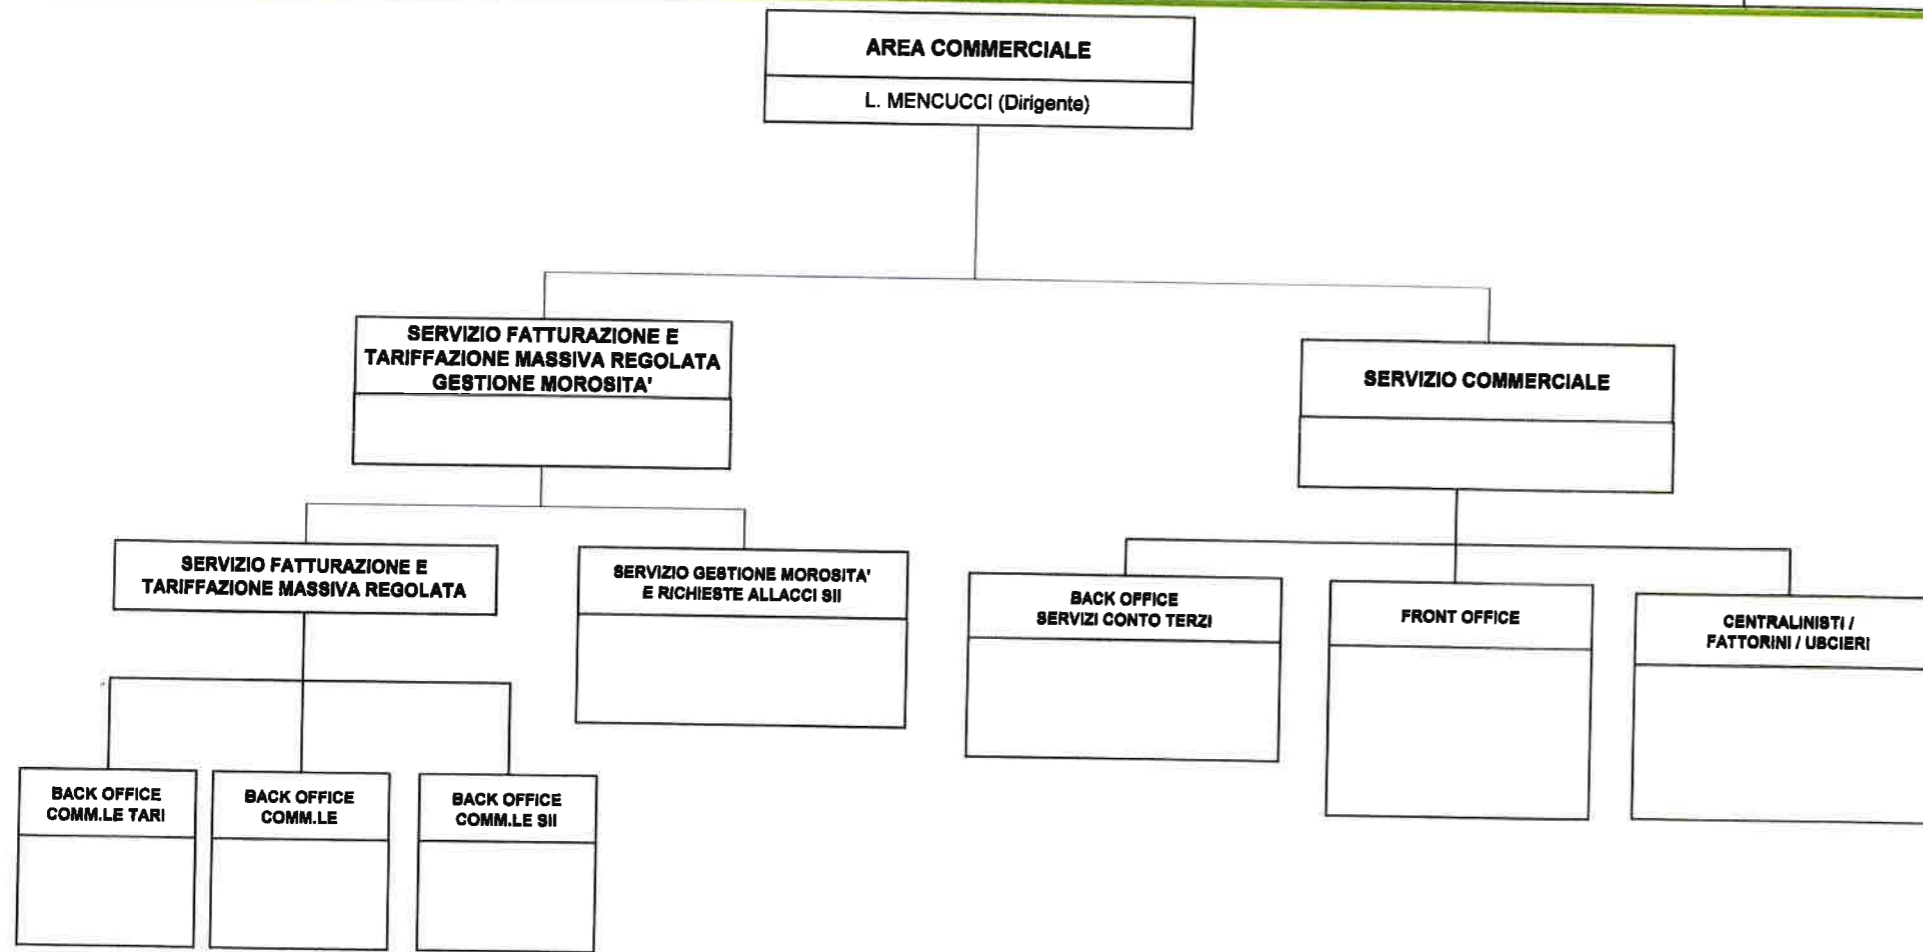 AREA COMMERCIALE
L. MENCUCCI (Dirigente)
SERVIZIO FATTURAZIONE E
TARIFFAZIONE MASSIVA REGOLATA
GESTIONE MOROSITA'
SERVIZIO COMMERCIALE
SERVIZIO FATTURAZIONE E
TARIFFAZIONE MASSIVA REGOLATA
SERVIZIO GESTIONE MOROSITA'
E RICHIESTE ALLACCI SII
BACK OFFICE
SERVIZI CONTO TERZI
FRONT OFFICE
CENTRALINISTI /
FATTORINI / USCIERI
BACK OFFICE
COMM.LE TARI
BACK OFFICE
COMM.LE
BACK OFFICE
COMM.LE SII